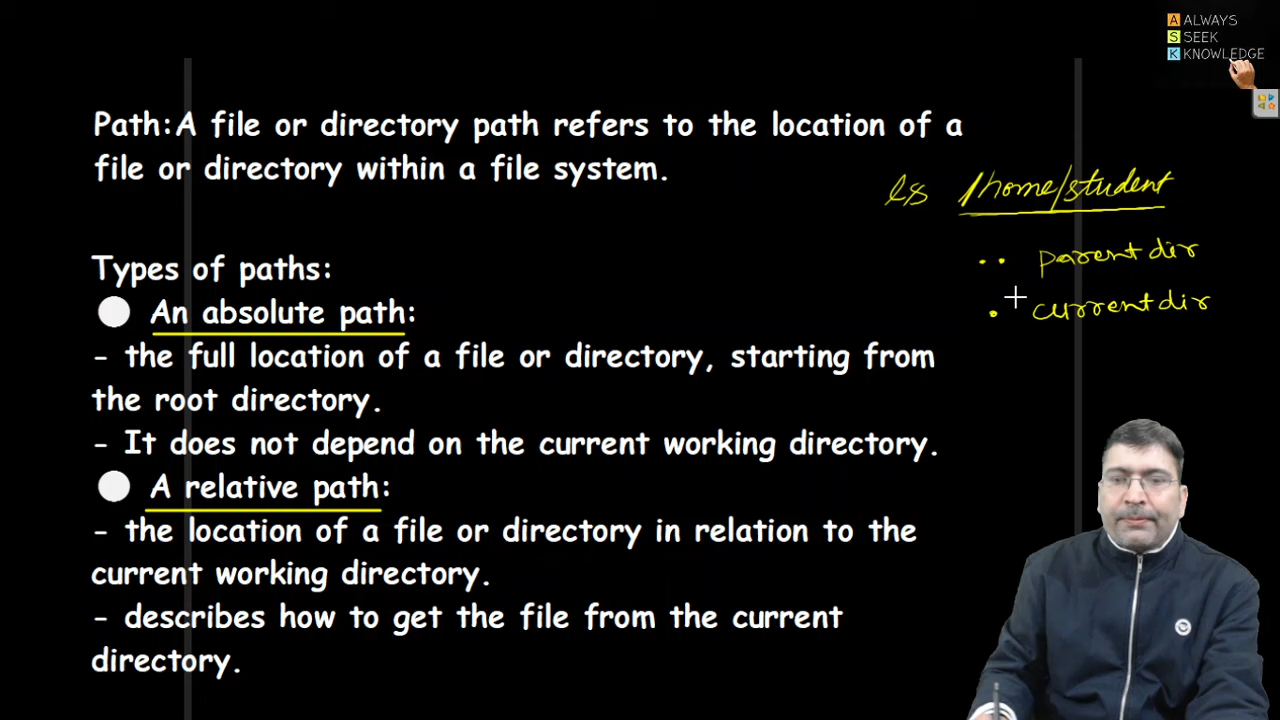 A ALWAYS
S SEEK
K KNOWLEDGE
Path:A file or directory path refers to the location of a
file or directory within a file system.
ls /home/student
.. parent dir
. current dir
Types of paths:
An absolute path:
- the full location of a file or directory, starting from
the root directory.
- It does not depend on the current working directory.
A relative path:
- the location of a file or directory in relation to the
current working directory.
- describes how to get the file from the current
directory.